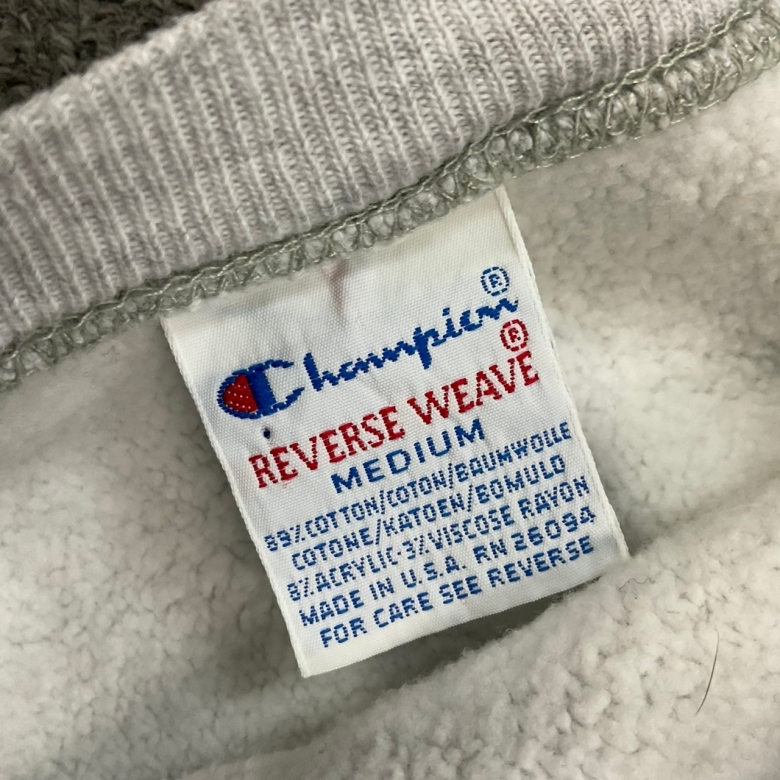 Champion®
REVERSE WEAVE®
MEDIUM
89%COTTON/COTON/BAUMWOLLE
COTONE/KATOEN/BOMULD
8%ACRYLIC-3%VISCOSE RAYON
MADE IN U.S.A. RN 26094
FOR CARE SEE REVERSE